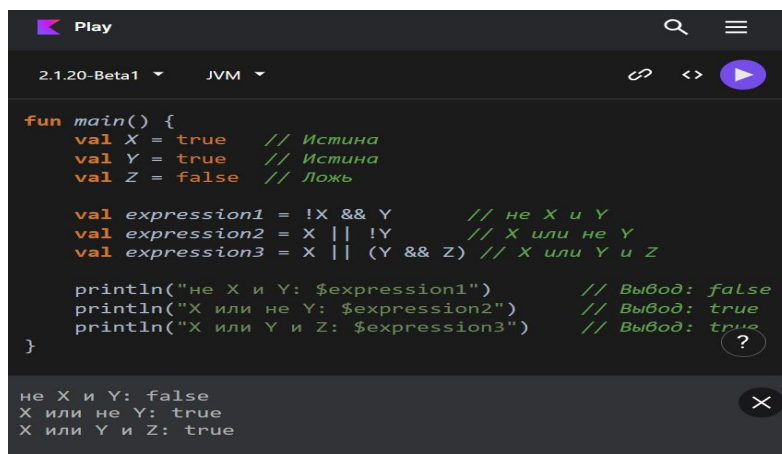 Play
2.1.20-Beta1 JVM <>
fun main() {
    val X = true // Истина
    val Y = true // Истина
    val Z = false // Ложь
    val expression1 = !X && Y // не X и Y
    val expression2 = X || !Y // X или не Y
    val expression3 = X || (Y && Z) // X или Y и Z
    println("не X и Y: $expression1") // Вывод: false
    println("X или не Y: $expression2") // Вывод: true
    println("X или Y и Z: $expression3") // Вывод: true
}
?
не X и Y: false
X или не Y: true
X или Y и Z: true